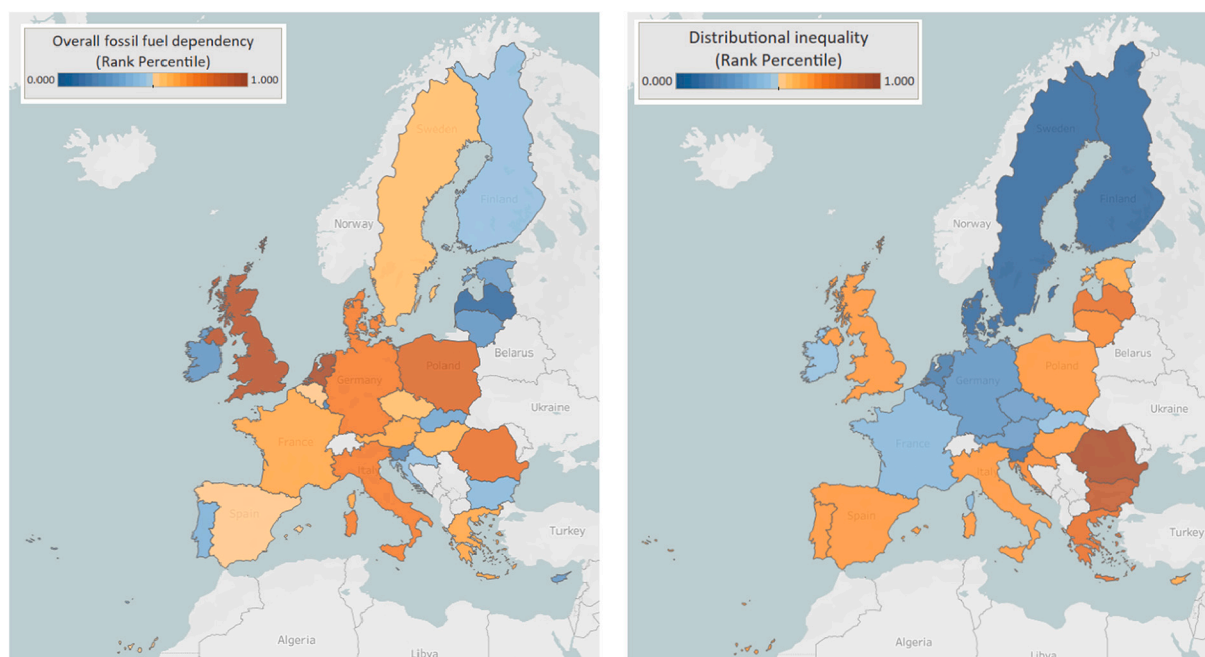 Overall fossil fuel dependency
(Rank Percentile)
0.000
1.000
Sweden
Finland
Norway
Belarus
Poland
Germany
Ukraine
France
Italy
Spain
Turkey
Algeria
Libya
Distributional inequality
(Rank Percentile)
0.000
1.000
Sweden
Finland
Norway
Belarus
Poland
Germany
Ukraine
France
Italy
Spain
Turkey
Algeria
Libya